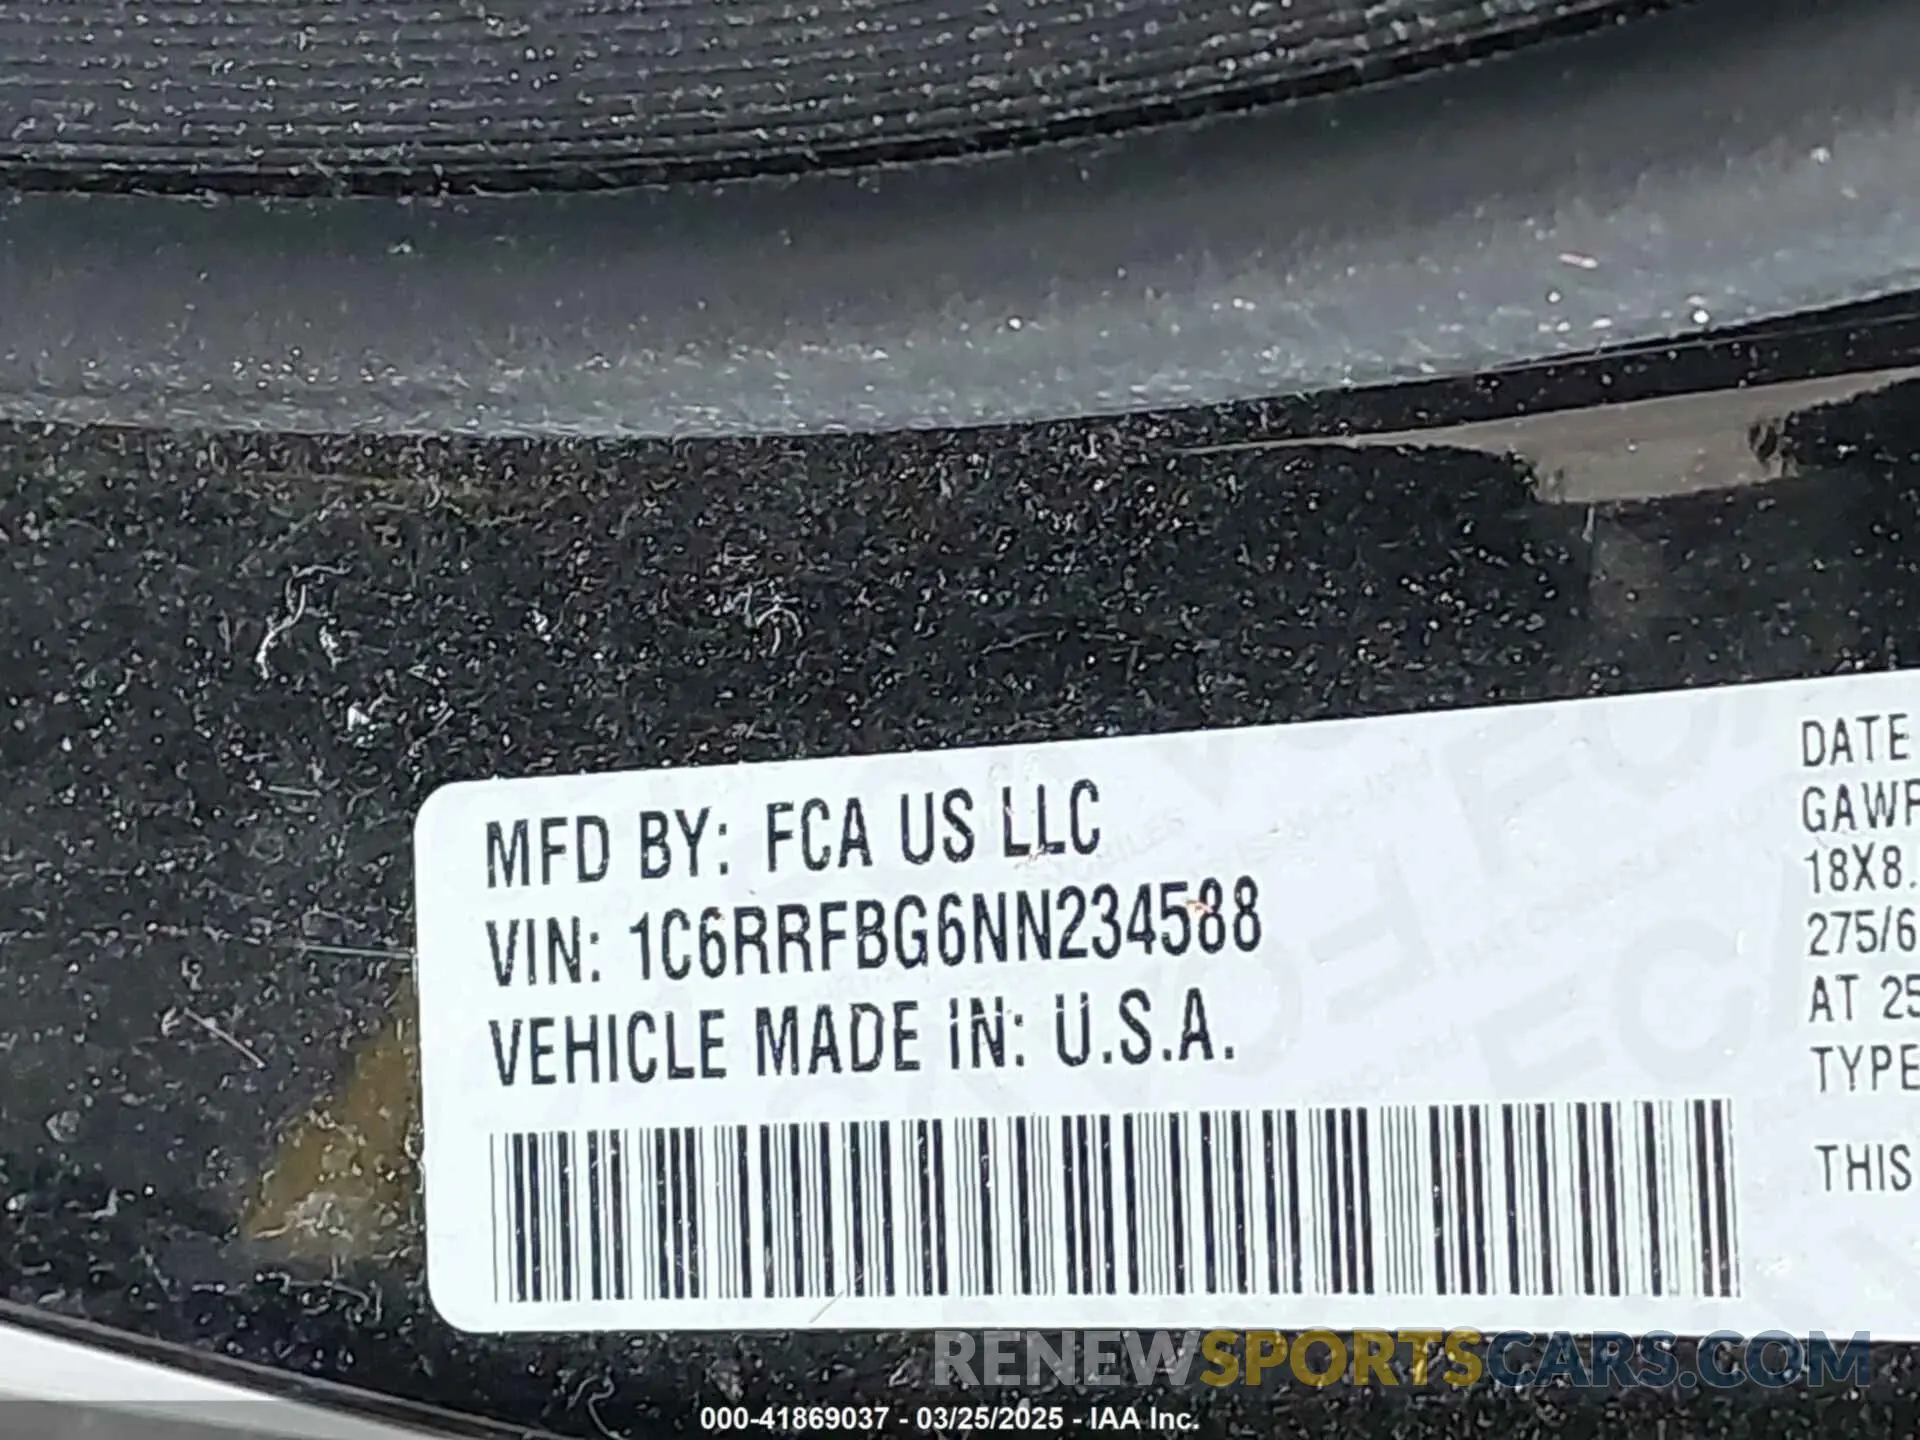 MFD BY: FCA US LLC
VIN: 1C6RRFBG6NN234588
VEHICLE MADE IN: U.S.A.
DATE
GAWR
18X8.
275/6
AT 25
TYPE
THIS
RENEWSPORTSCARS.COM
000-41869037 - 03/25/2025 - IAA Inc.